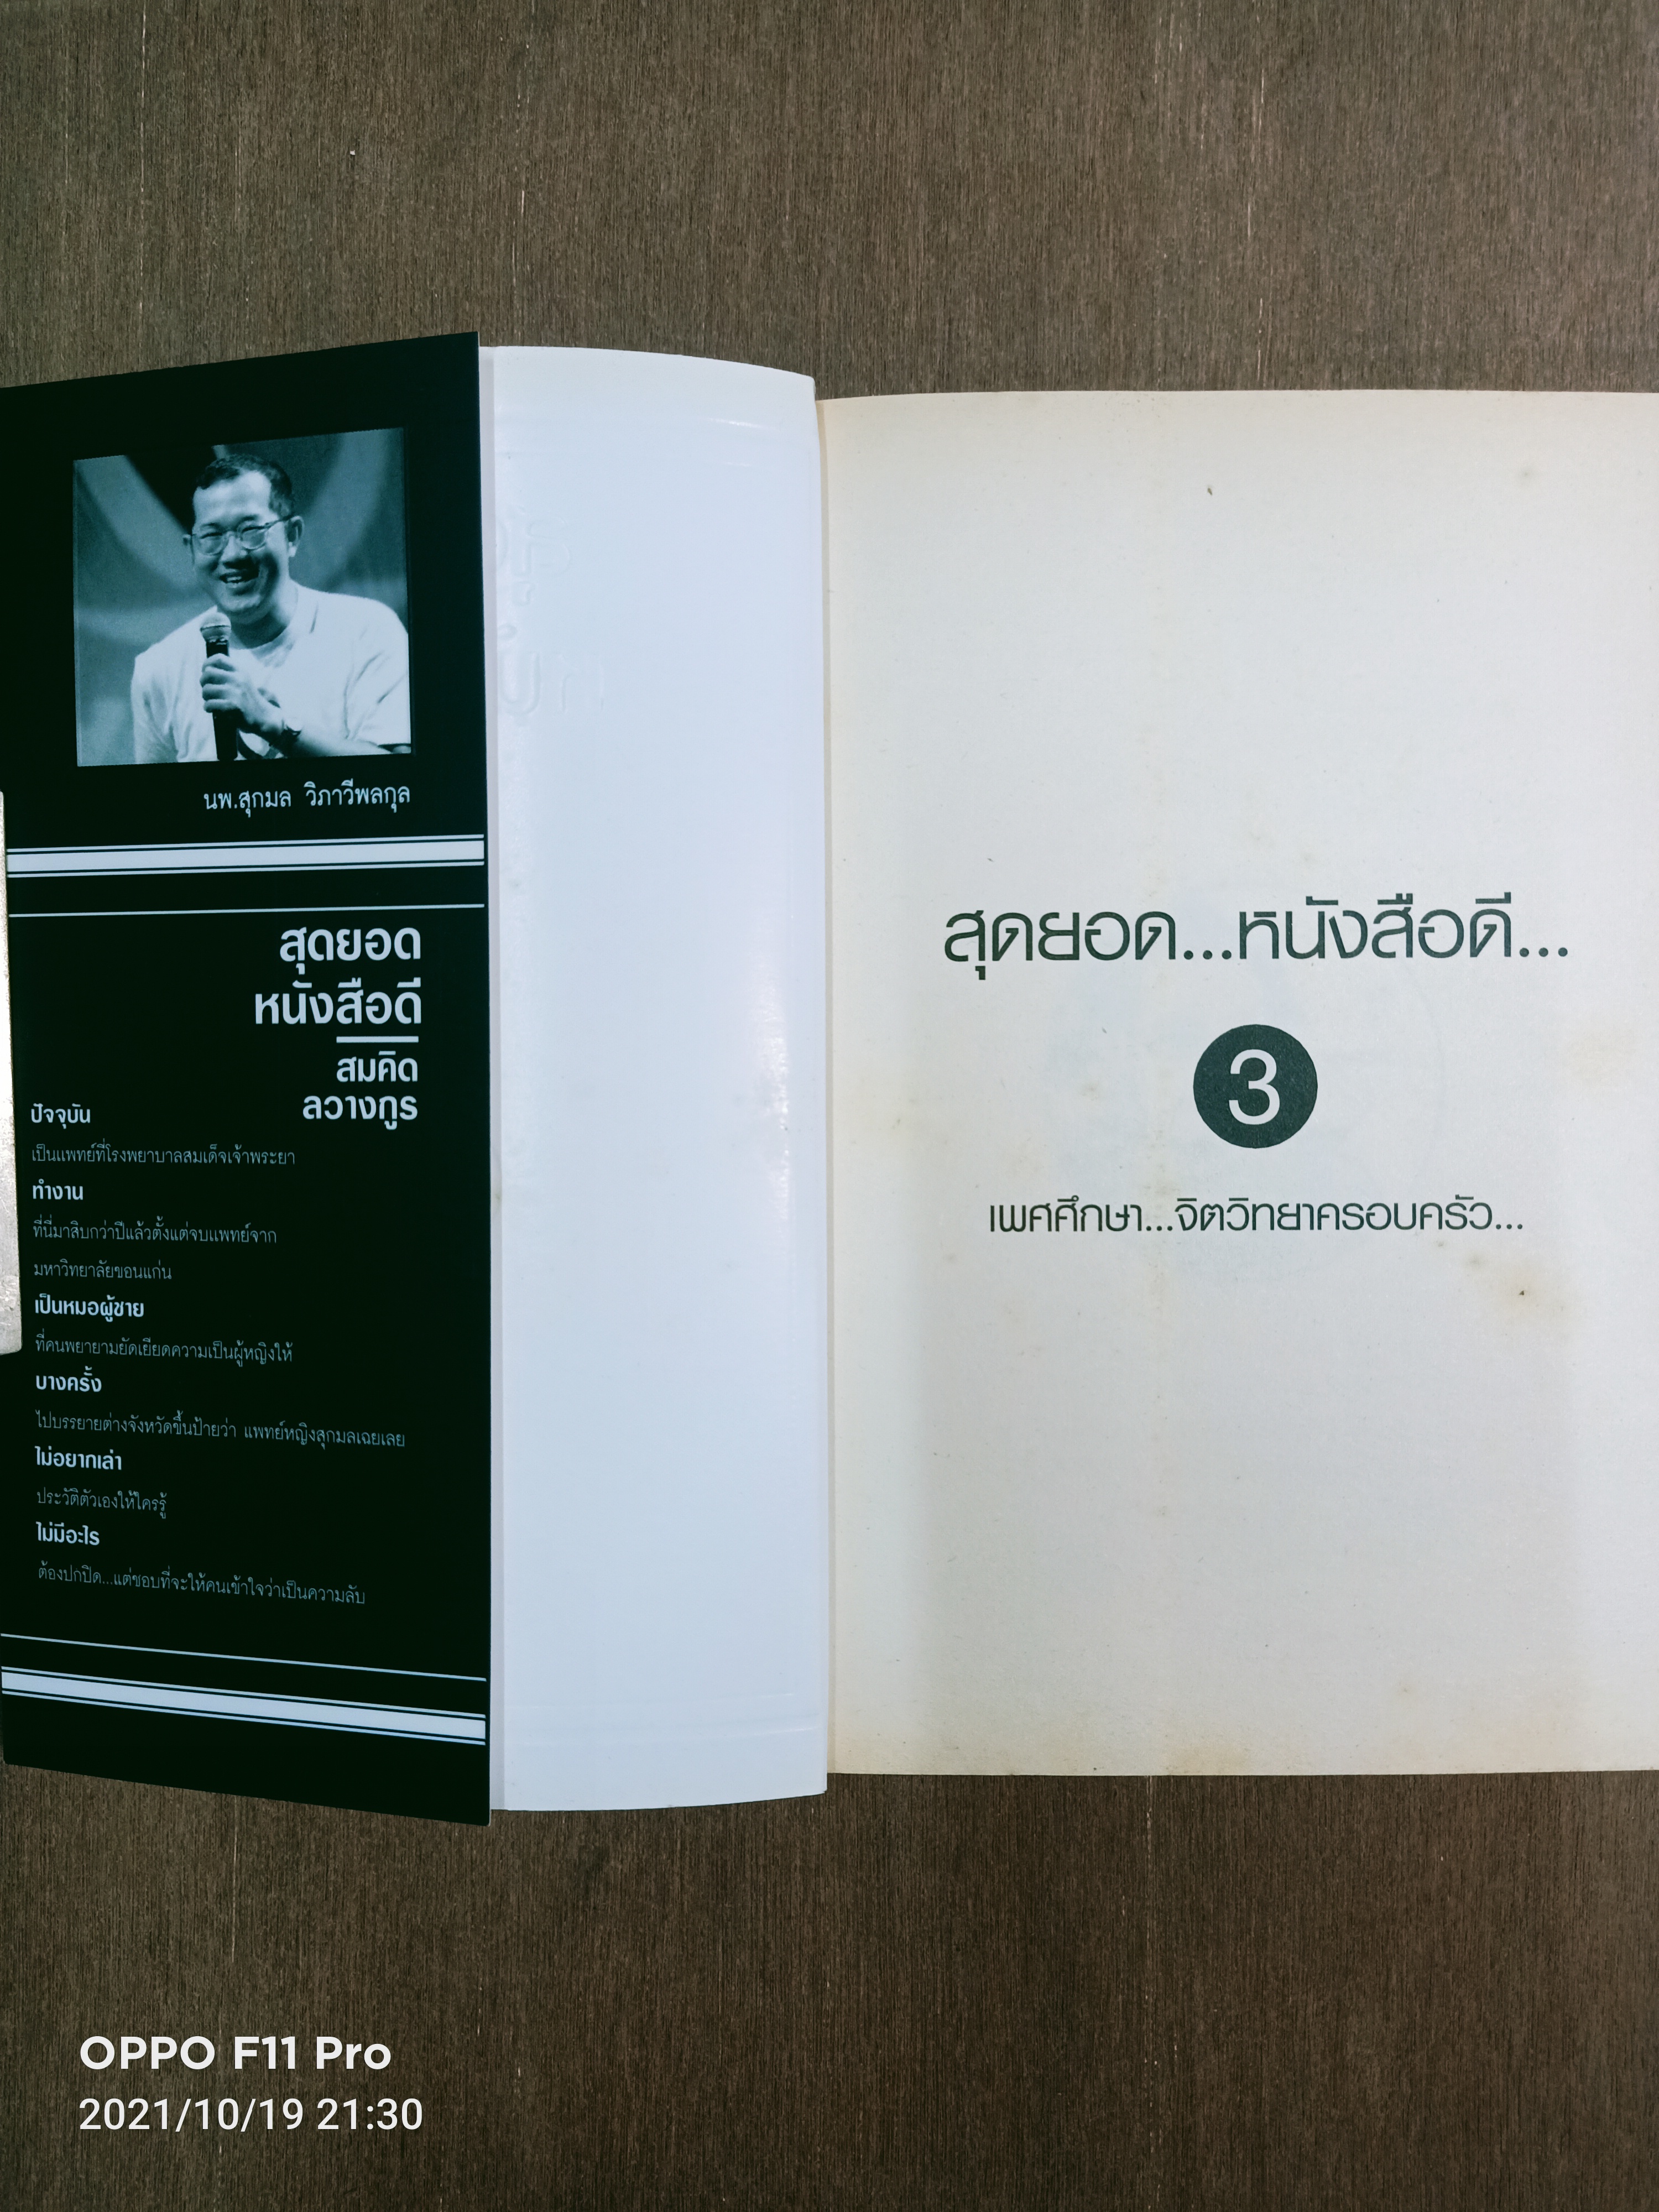 นพ.สุกมล วิภาวีพลกุล
สุดยอด
หนังสือดี
สมคิด
ลวางกูร
ปัจจุบัน
เป็นแพทย์ที่โรงพยาบาลสมเด็จเจ้าพระยา
ทำงาน
ที่นี่มาสิบกว่าปีแล้วตั้งแต่จบแพทย์จาก
มหาวิทยาลัยขอนแก่น
เป็นหมอผู้ชาย
ที่คนพยายามยัดเยียดความเป็นผู้หญิงให้
บางครั้ง
ไปบรรยายต่างจังหวัดขึ้นป้ายว่า แพทย์หญิงสุกมลเฉยเลย
ไม่อยากเล่า
ประวัติตัวเองให้ใครรู้
ไม่มีอะไร
ต้องปกปิด...แต่ชอบที่จะให้คนเข้าใจว่าเป็นความลับ
สุดยอด...หนังสือดี...
3
เพศศึกษา...จิตวิทยาครอบครัว...
OPPO F11 Pro
2021/10/19 21:30